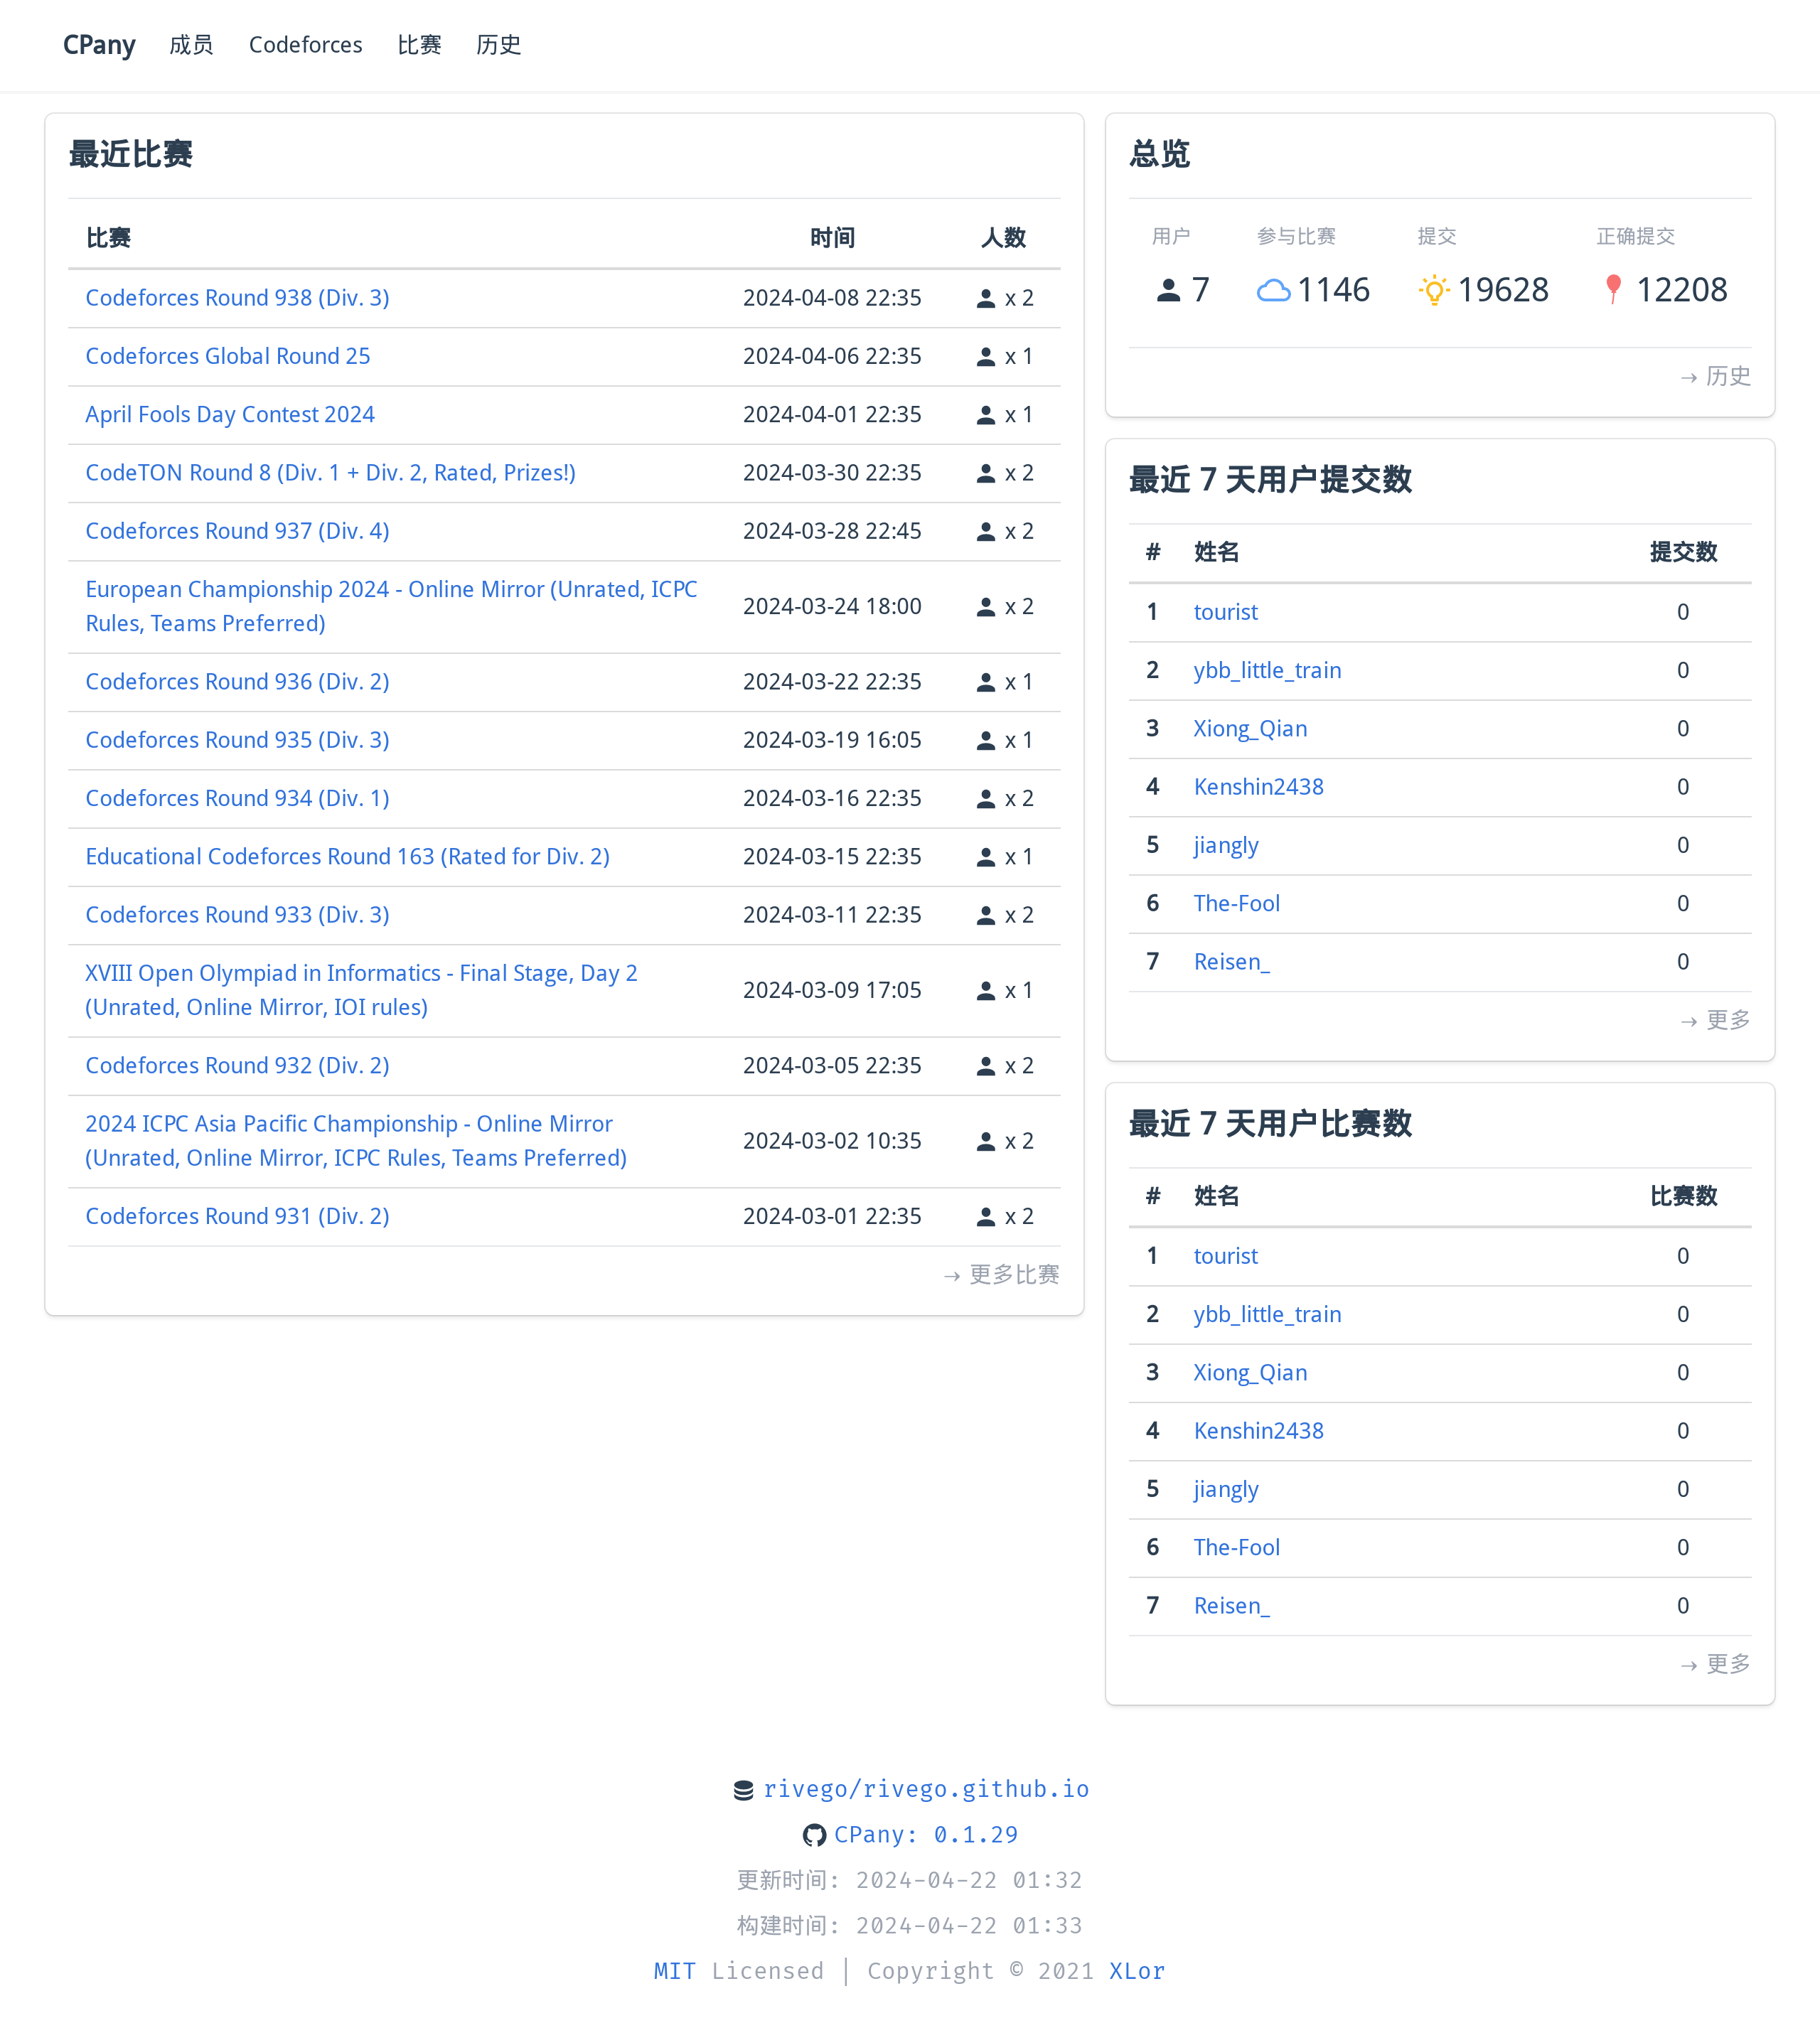 CPany 成员 Codeforces 比赛 历史
最近比赛
比赛 时间 人数
Codeforces Round 938 (Div. 3) 2024-04-08 22:35 x 2
Codeforces Global Round 25 2024-04-06 22:35 x 1
April Fools Day Contest 2024 2024-04-01 22:35 x 1
CodeTON Round 8 (Div. 1 + Div. 2, Rated, Prizes!) 2024-03-30 22:35 x 2
Codeforces Round 937 (Div. 4) 2024-03-28 22:45 x 2
European Championship 2024 - Online Mirror (Unrated, ICPC
Rules, Teams Preferred) 2024-03-24 18:00 x 2
Codeforces Round 936 (Div. 2) 2024-03-22 22:35 x 1
Codeforces Round 935 (Div. 3) 2024-03-19 16:05 x 1
Codeforces Round 934 (Div. 1) 2024-03-16 22:35 x 2
Educational Codeforces Round 163 (Rated for Div. 2) 2024-03-15 22:35 x 1
Codeforces Round 933 (Div. 3) 2024-03-11 22:35 x 2
XVIII Open Olympiad in Informatics - Final Stage, Day 2
(Unrated, Online Mirror, IOI rules) 2024-03-09 17:05 x 1
Codeforces Round 932 (Div. 2) 2024-03-05 22:35 x 2
2024 ICPC Asia Pacific Championship - Online Mirror
(Unrated, Online Mirror, ICPC Rules, Teams Preferred) 2024-03-02 10:35 x 2
Codeforces Round 931 (Div. 2) 2024-03-01 22:35 x 2
→ 更多比赛
总览
用户 参与比赛 提交 正确提交
7 1146 19628 12208
→ 历史
最近 7 天用户提交数
# 姓名 提交数
1 tourist 0
2 ybb_little_train 0
3 Xiong_Qian 0
4 Kenshin2438 0
5 jiangly 0
6 The-Fool 0
7 Reisen_ 0
→ 更多
最近 7 天用户比赛数
# 姓名 比赛数
1 tourist 0
2 ybb_little_train 0
3 Xiong_Qian 0
4 Kenshin2438 0
5 jiangly 0
6 The-Fool 0
7 Reisen_ 0
→ 更多
rivego/rivego.github.io
CPany: 0.1.29
更新时间: 2024-04-22 01:32
构建时间: 2024-04-22 01:33
MIT Licensed | Copyright © 2021 XLor